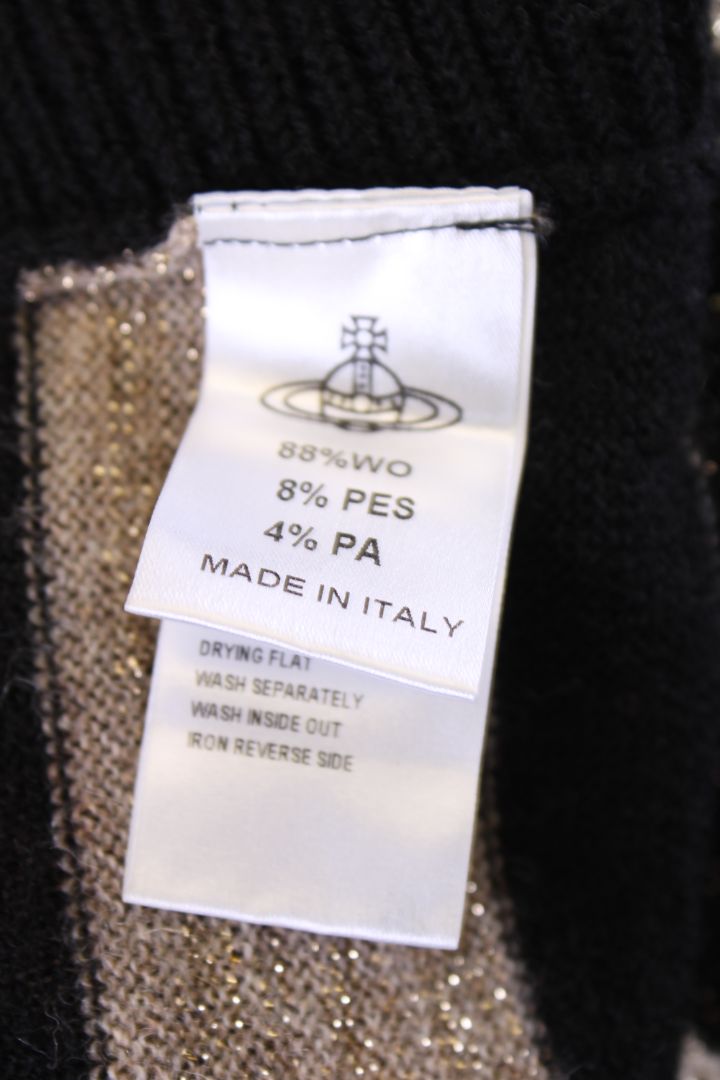 88%WO
8% PES
4% PA
MADE IN ITALY
DRYING FLAT
WASH SEPARATELY
WASH INSIDE OUT
IRON REVERSE SIDE